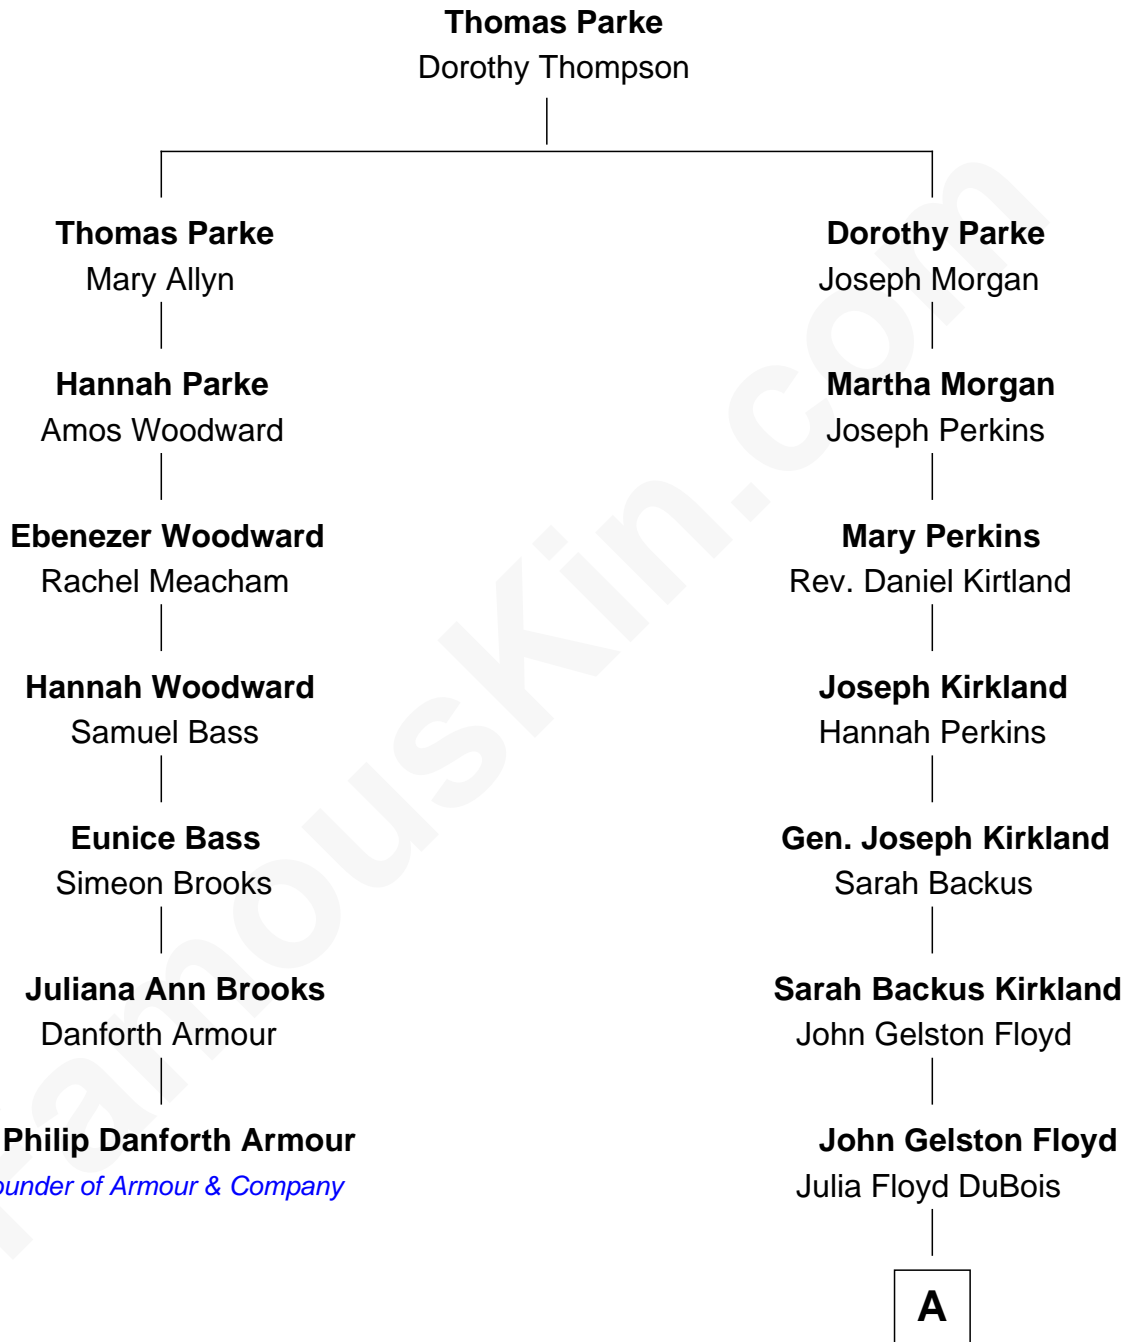 Thomas Parke
Dorothy Thompson
Thomas Parke
Mary Allyn
Hannah Parke
Amos Woodward
Ebenezer Woodward
Rachel Meacham
Hannah Woodward
Samuel Bass
Eunice Bass
Simeon Brooks
Juliana Ann Brooks
Danforth Armour
Philip Danforth Armour
ounder of Armour & Company
Dorothy Parke
Joseph Morgan
Martha Morgan
Joseph Perkins
Mary Perkins
Rev. Daniel Kirtland
Joseph Kirkland
Hannah Perkins
Gen. Joseph Kirkland
Sarah Backus
Sarah Backus Kirkland
John Gelston Floyd
John Gelston Floyd
Julia Floyd DuBois
A
FamousKin.com